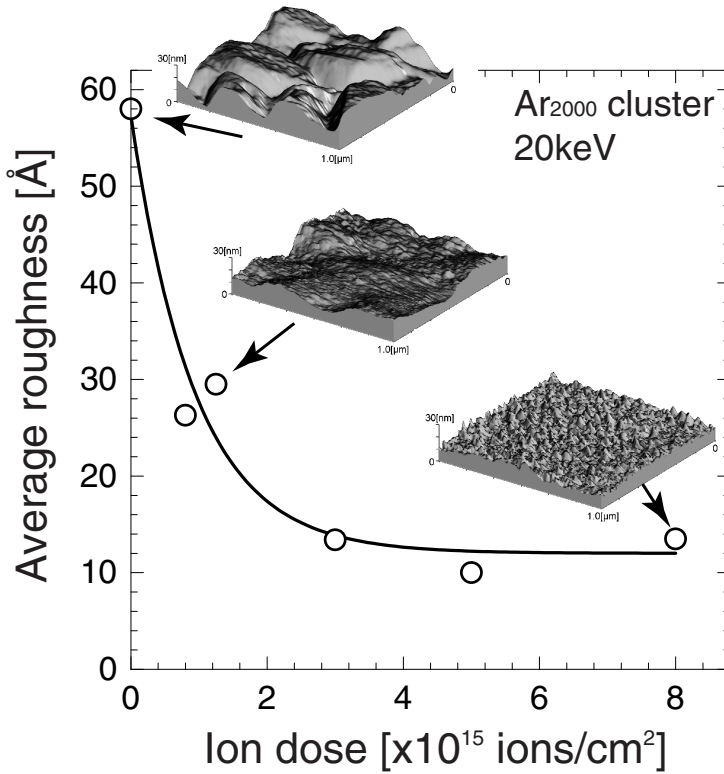 30[nm]
0
0
1.0[µm]
Ar2000 cluster
20keV
30[nm]
0
0
1.0[µm]
30[nm]
0
0
1.0[µm]
60
50
40
30
20
10
0
Average roughness [Å]
0 2 4 6 8
Ion dose [x10¹⁵ ions/cm²]